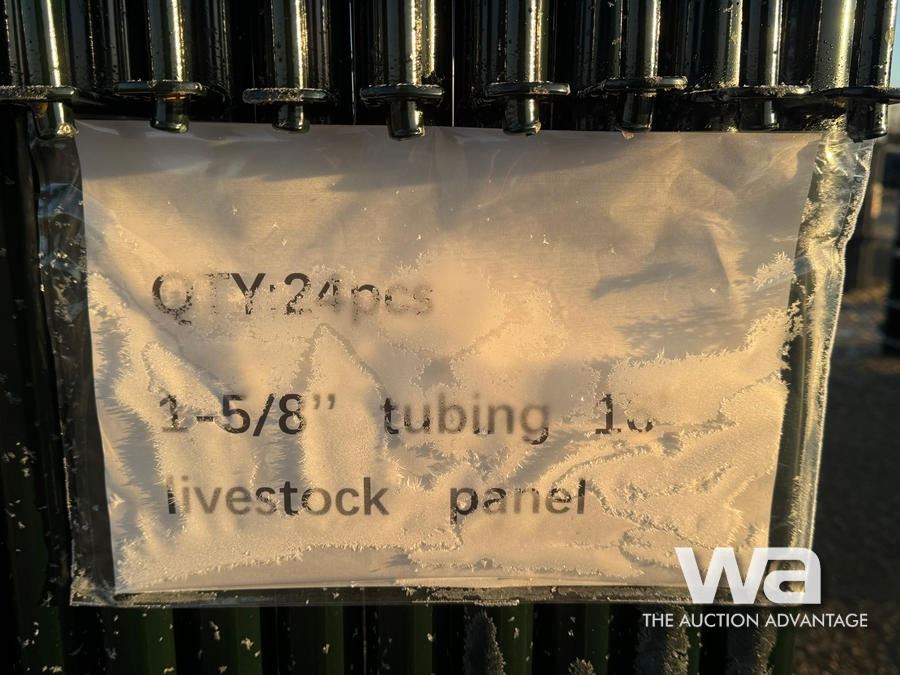 QTY:24pcs
1-5/8’’ tubing
livestock panel
wa
THE AUCTION ADVANTAGE